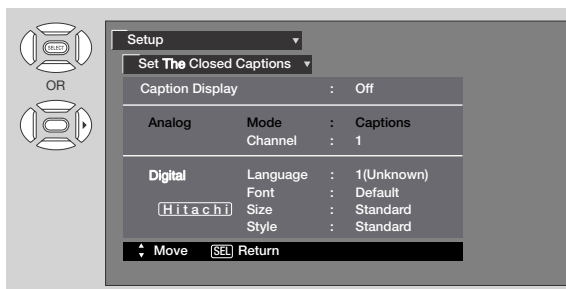 SELECT
OR
Setup
Set The Closed Captions
Caption Display : Off
Analog Mode : Captions
Channel : 1
Digital Language : 1(Unknown)
Font : Default
Hitachi Size : Standard
Style : Standard
Move SEL Return